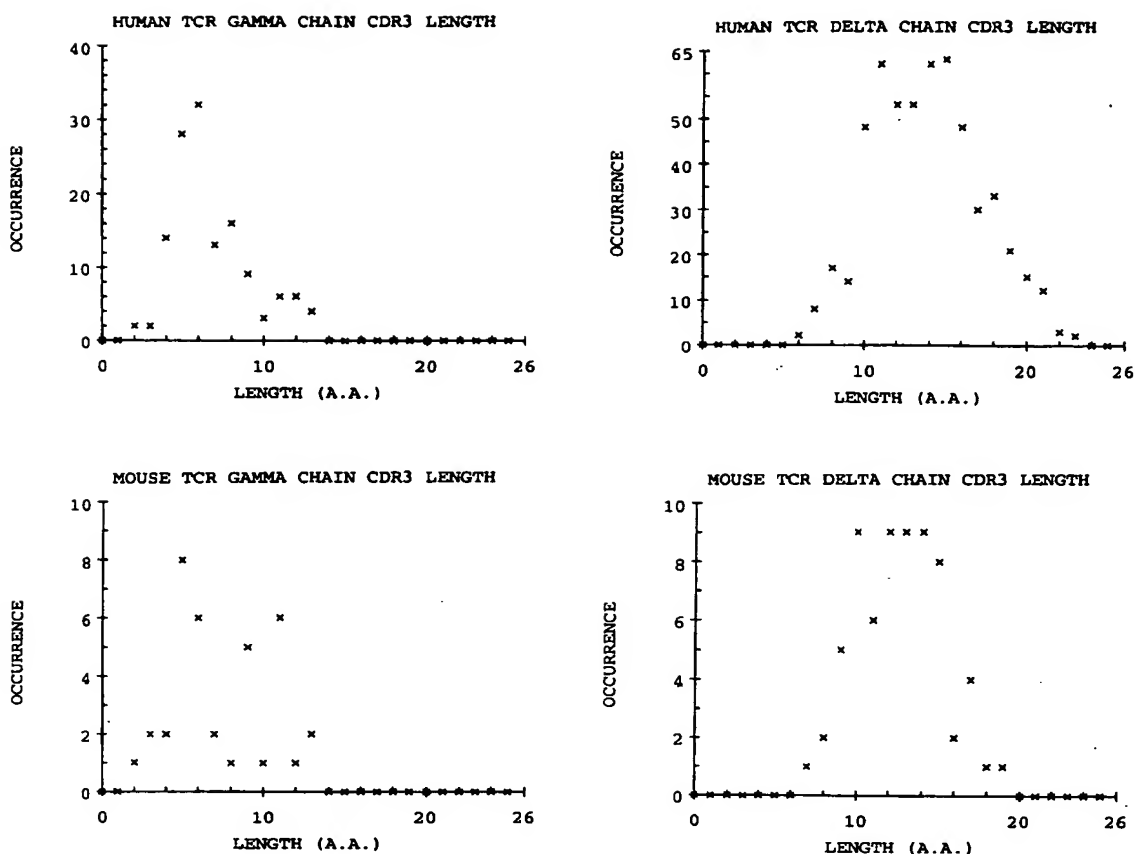 HUMAN TCR GAMMA CHAIN CDR3 LENGTH
40
30
20
10
0
OCCURRENCE
0 10 20 26
LENGTH (A.A.)
HUMAN TCR DELTA CHAIN CDR3 LENGTH
65
50
40
30
20
10
0
OCCURRENCE
0 10 20 26
LENGTH (A.A.)
MOUSE TCR GAMMA CHAIN CDR3 LENGTH
10
8
6
4
2
0
OCCURRENCE
0 10 20 26
LENGTH (A.A.)
MOUSE TCR DELTA CHAIN CDR3 LENGTH
10
8
6
4
2
0
OCCURRENCE
0 10 20 26
LENGTH (A.A.)